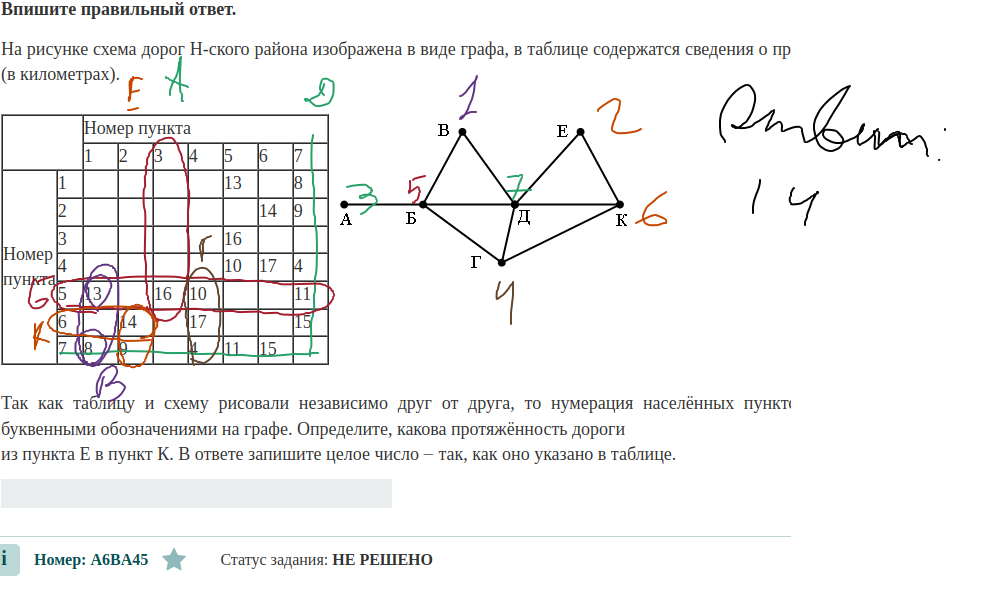 Впишите правильный ответ.
На рисунке схема дорог Н-ского района изображена в виде графа, в таблице содержатся сведения о пр
(в километрах).
Е А Д
Номер пункта
1 2 3 4 5 6 7
1 13 8
2 14 9
3 16
4 10 17 4
5 13 16 10 11
6 14 17 15
7 8 9 4 11 15
Номер
пункта
Г
Б
К
В
В 1 Е 2
А 3 Б 5 Д 7 К 6
Г 4
Ответ:
14
Так как таблицу и схему рисовали независимо друг от друга, то нумерация населённых пункт
буквенными обозначениями на графе. Определите, какова протяжённость дороги
из пункта Е в пункт К. В ответе запишите целое число – так, как оно указано в таблице.
i Номер: A6BA45 Статус задания: НЕ РЕШЕНО